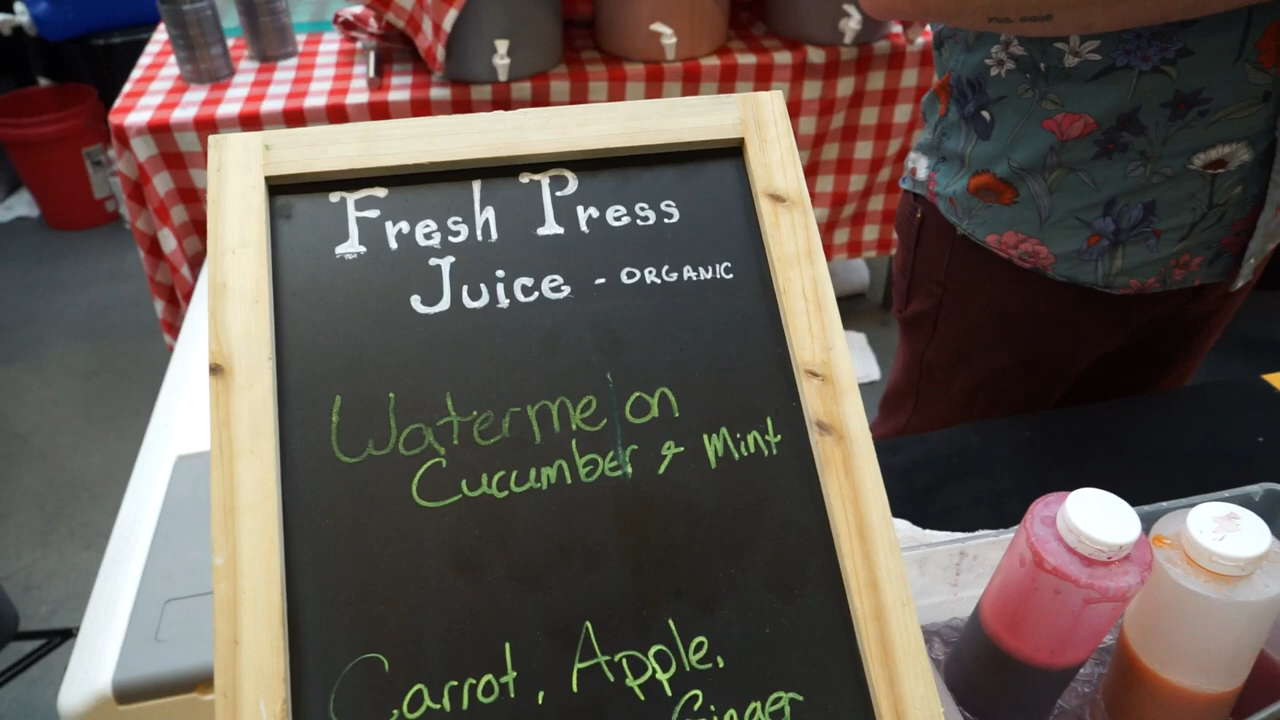 Fresh Press
Juice - ORGANIC
Watermelon
Cucumber & Mint
Carrot, Apple,
Ginger